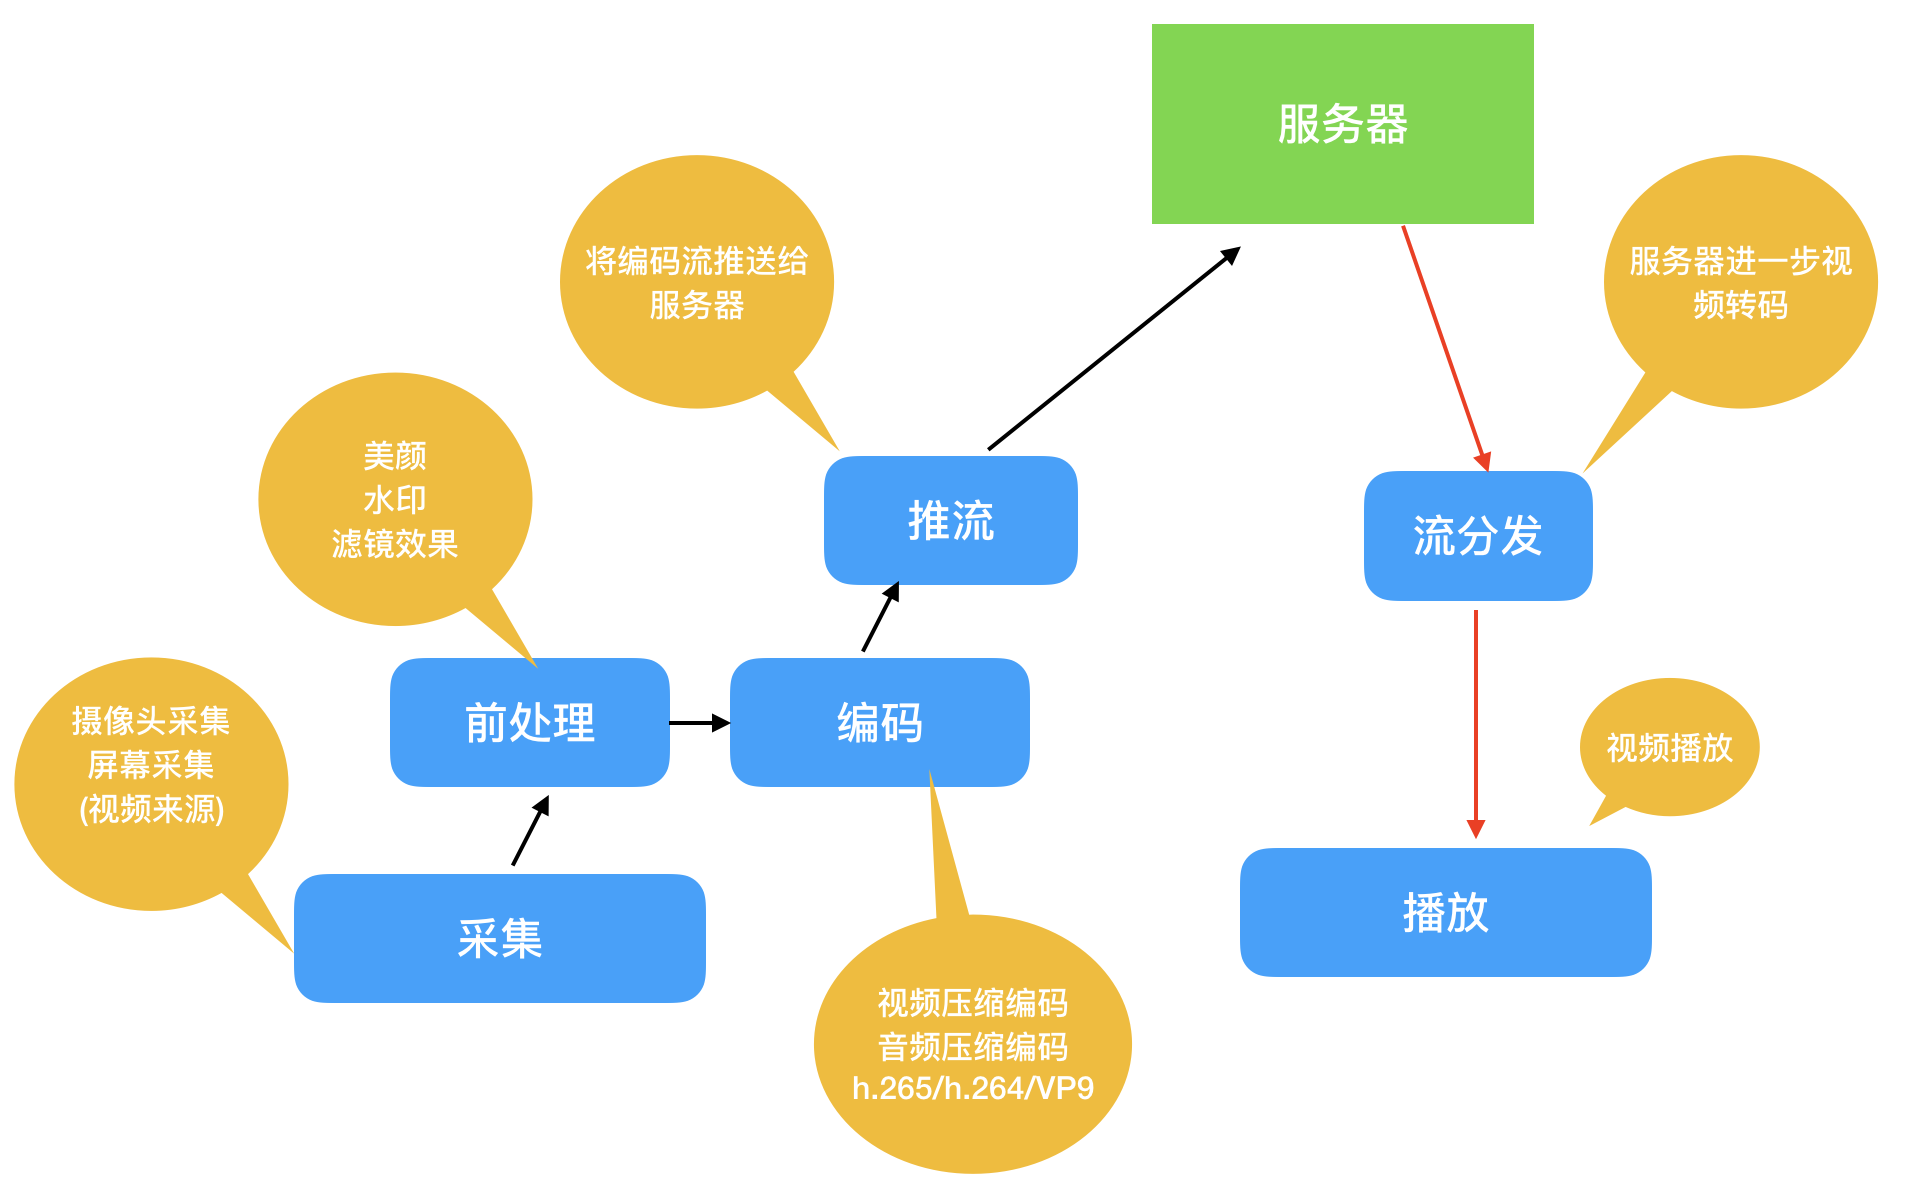 服务器
将编码流推送给
服务器
服务器进一步视
频转码
美颜
水印
滤镜效果
推流
流分发
摄像头采集
屏幕采集
(视频来源)
前处理
编码
视频播放
采集
播放
视频压缩编码
音频压缩编码
h.265/h.264/VP9